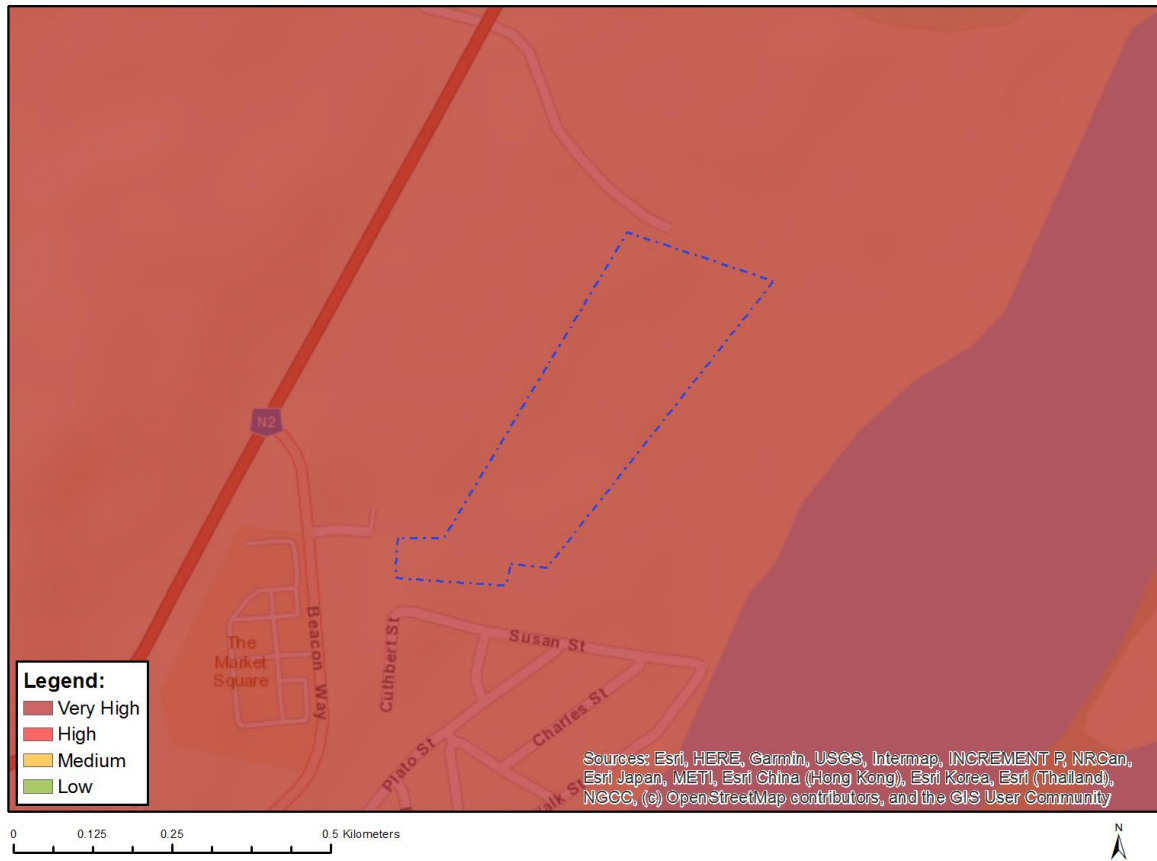 N2
The
Market
Square
Beacon Way
Cuthbert St
Susan St
Charles St
Plato St
alk St
Legend:
Very High
High
Medium
Low
Sources: Esri, HERE, Garmin, USGS, Intermap, INCREMENT P, NRCan,
Esri Japan, METI, Esri China (Hong Kong), Esri Korea, Esri (Thailand),
NGCC, (c) OpenStreetMap contributors, and the GIS User Community
0 0.125 0.25 0.5 Kilometers
N